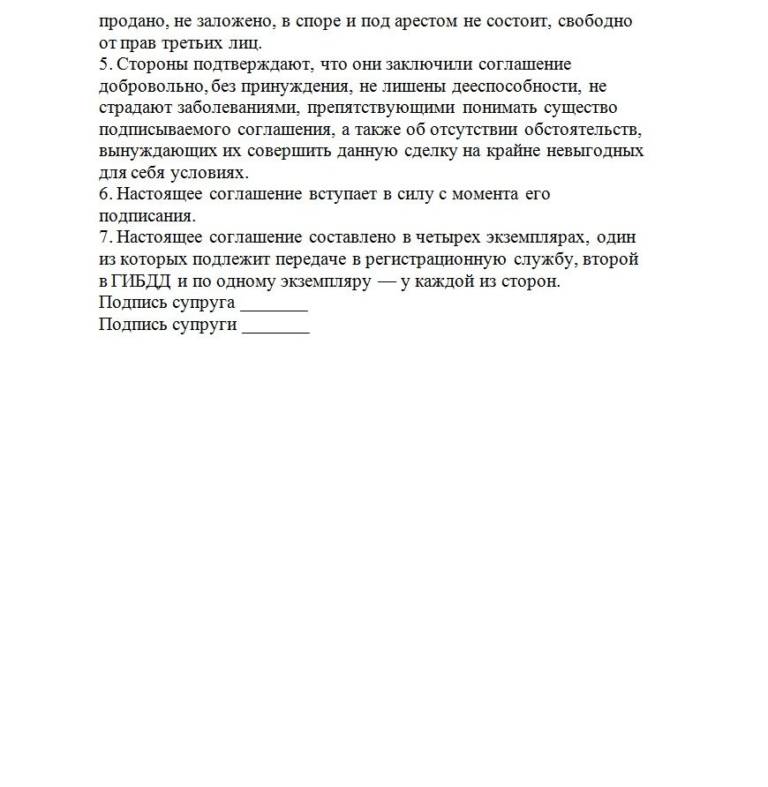 продано, не заложено, в споре и под арестом не состоит, свободно
от прав третьих лиц.
5. Стороны подтверждают, что они заключили соглашение
добровольно, без принуждения, не лишены дееспособности, не
страдают заболеваниями, препятствующими понимать существо
подписываемого соглашения, а также об отсутствии обстоятельств,
вынуждающих их совершить данную сделку на крайне невыгодных
для себя условиях.
6. Настоящее соглашение вступает в силу с момента его
подписания.
7. Настоящее соглашение составлено в четырех экземплярах, один
из которых подлежит передаче в регистрационную службу, второй
в ГИБДД и по одному экземпляру — у каждой из сторон.
Подпись супруга ________
Подпись супруги ________